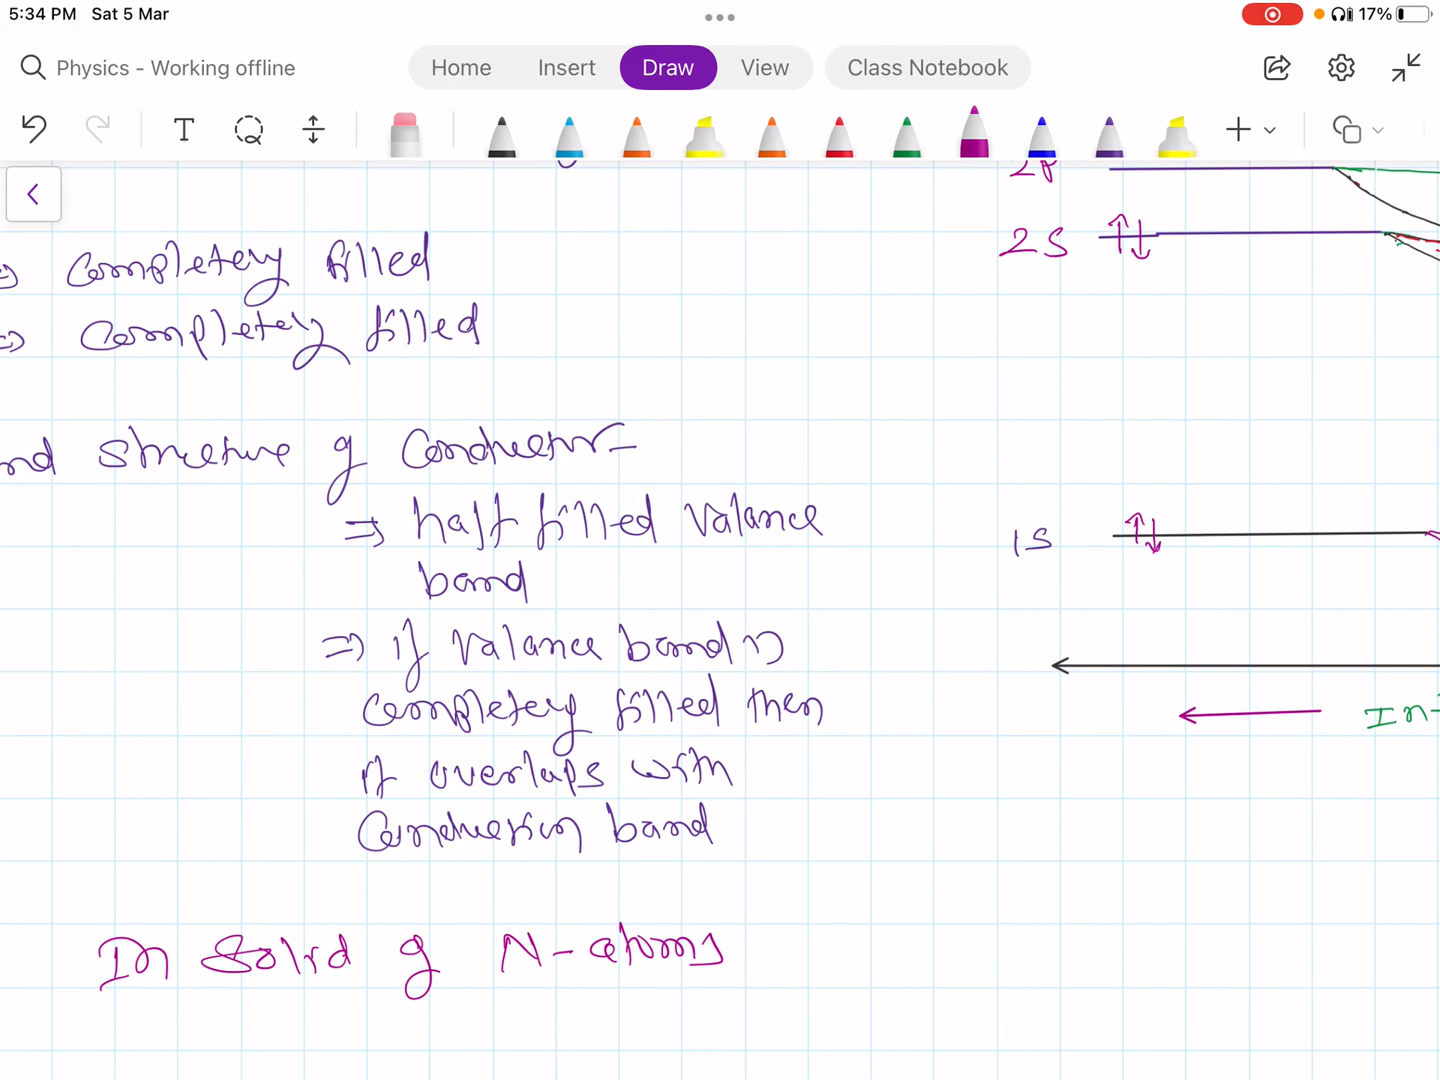 5:34 PM Sat 5 Mar
17%
Physics - Working offline
Home Insert Draw View Class Notebook
T
2P
2S
completely filled
completely filled
structure of Conductor-
⇒ half filled Valance
band
1S
⇒ if Valance band is
completely filled then
it overlaps with
Conduction band
In solid of N-atoms